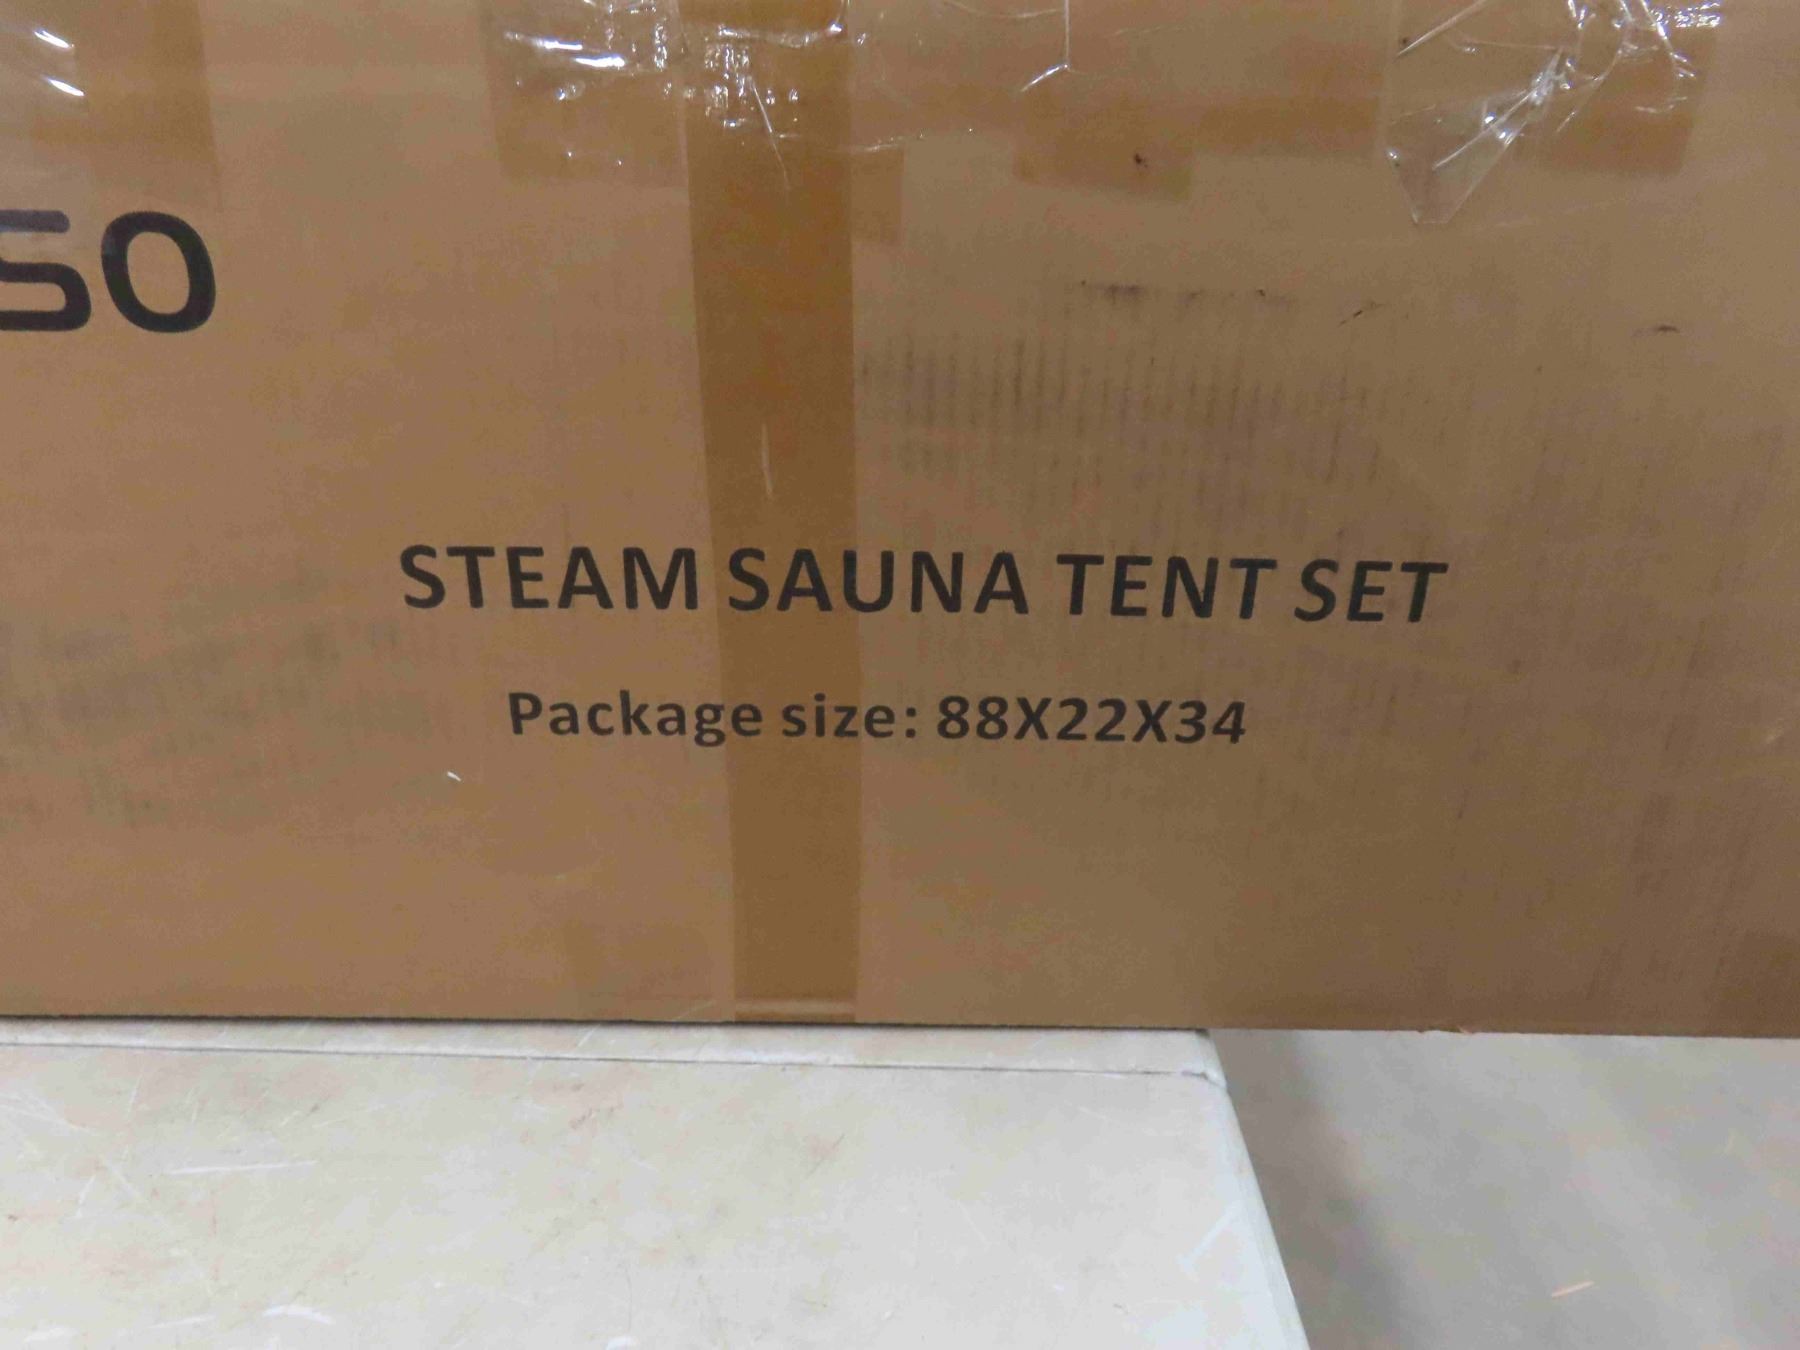 SO
STEAM SAUNA TENT SET
Package size: 88X22X34